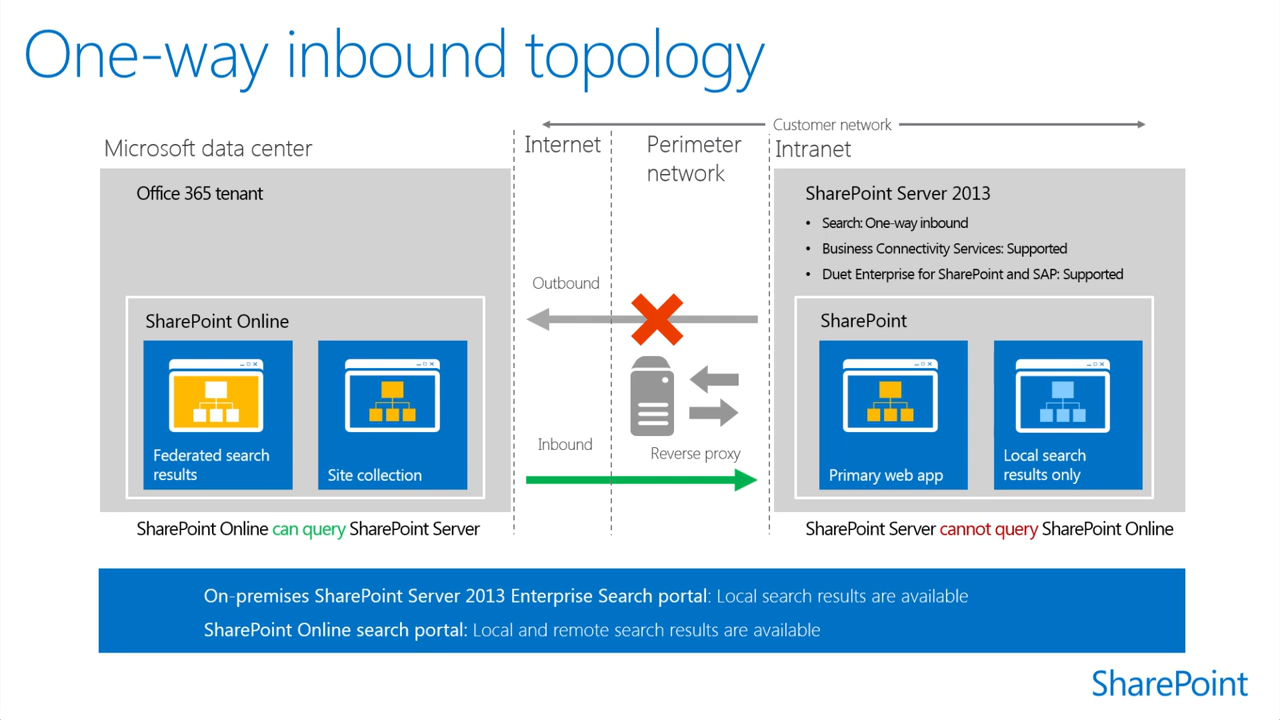 One-way inbound topology
Customer network
Microsoft data center
Internet
Perimeter
network
Intranet
Office 365 tenant
SharePoint Server 2013
• Search: One-way inbound
• Business Connectivity Services: Supported
• Duet Enterprise for SharePoint and SAP: Supported
Outbound
SharePoint Online
SharePoint
Federated search
results
Site collection
Inbound
Reverse proxy
Primary web app
Local search
results only
SharePoint Online can query SharePoint Server
SharePoint Server cannot query SharePoint Online
On-premises SharePoint Server 2013 Enterprise Search portal: Local search results are available
SharePoint Online search portal: Local and remote search results are available
SharePoint